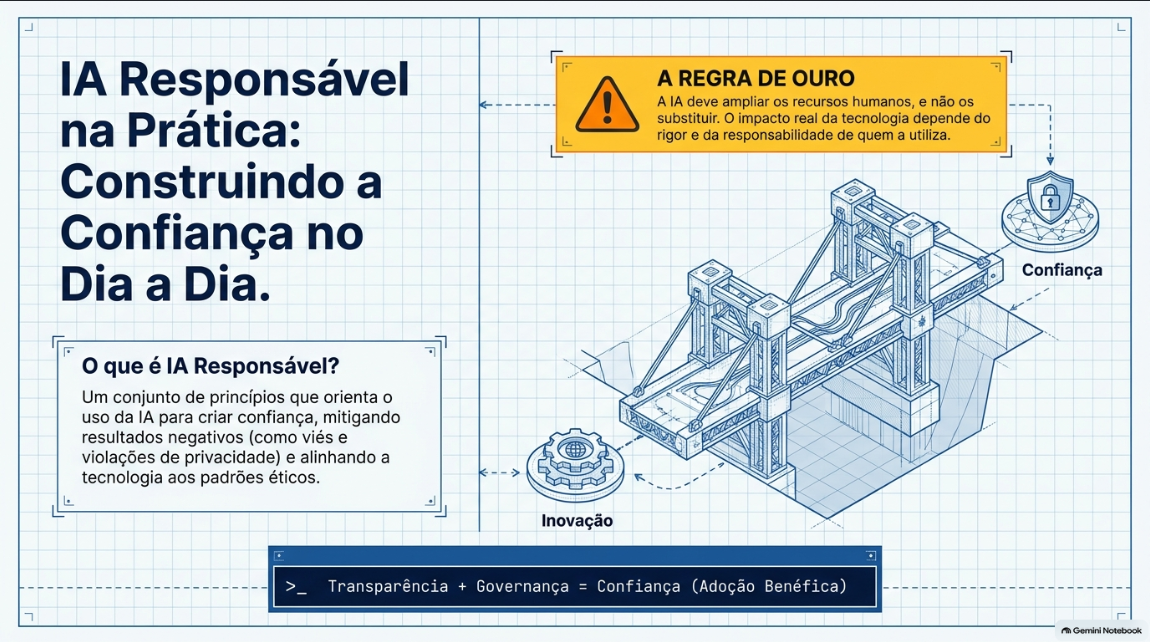 IA Responsável
na Prática:
Construindo a
Confiança no
Dia a Dia.
O que é IA Responsável?
Um conjunto de princípios que orienta o
uso da IA para criar confiança, mitigando
resultados negativos (como viés e
violações de privacidade) e alinhando a
tecnologia aos padrões éticos.
A REGRA DE OURO
A IA deve ampliar os recursos humanos, e não os
substituir. O impacto real da tecnologia depende do
rigor e da responsabilidade de quem a utiliza.
Confiança
Inovação
>_ Transparência + Governança = Confiança (Adoção Benéfica)
Gemini Notebook